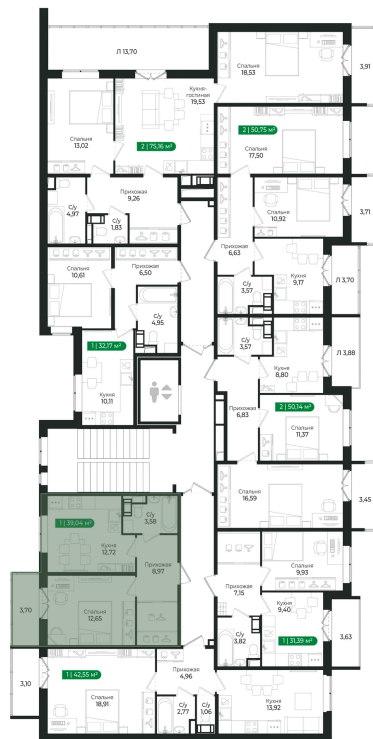 Л 13,70
Спальня
18,53
3,91
Кухня-
гостиная
19,53
Спальня
13,02
2 | 75,16 м²
2 | 50,75 м²
Спальня
17,50
Прихожая
9,26
С/у
4,97
С/у
1,83
Спальня
10,92
3,71
Прихожая
6,63
Спальня
10,61
Прихожая
6,50
Кухня
9,17
Л 3,70
С/у
3,57
С/у
4,95
1 | 32,17 м²
С/у
3,57
Л 3,88
Кухня
8,80
Кухня
10,11
Прихожая
6,83
2 | 50,14 м²
Спальня
11,37
Спальня
16,59
3,45
1 | 39,04 м²
С/у
3,58
Кухня
12,72
Прихожая
8,97
Спальня
9,93
Прихожая
7,15
Кухня
9,40
3,70
Спальня
12,65
С/у
3,82
1 | 31,39 м²
3,63
3,10
1 | 42,55 м²
Прихожая
4,96
Спальня
18,91
С/у
2,77
С/у
1,06
Кухня
13,92